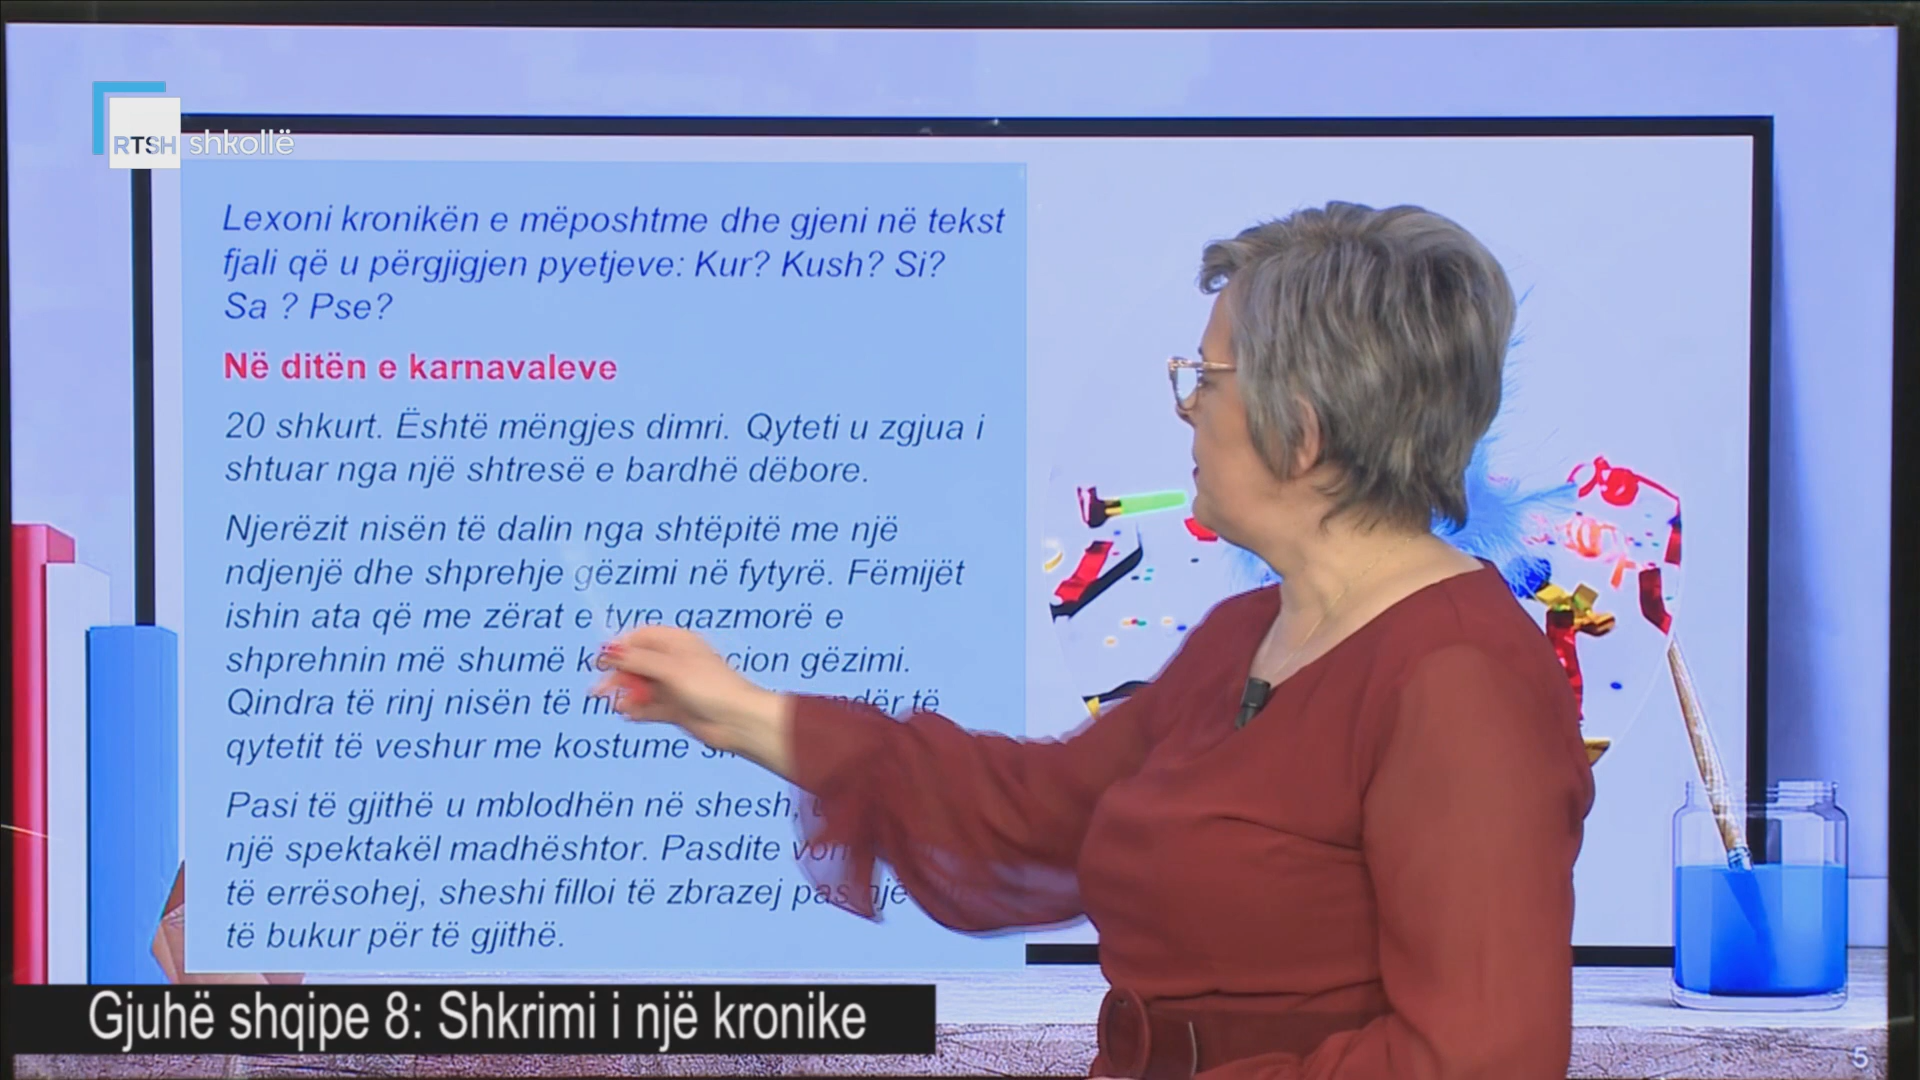 RTSH shkollë
Lexoni kronikën e mëposhtme dhe gjeni në tekst
fjali që u përgjigjen pyetjeve: Kur? Kush? Si?
Sa ? Pse?
Në ditën e karnavaleve
20 shkurt. Është mëngjes dimri. Qyteti u zgjua i
shtuar nga një shtresë e bardhë dëbore.
Njerëzit nisën të dalin nga shtëpitë me një
ndjenjë dhe shprehje gëzimi në fytyrë. Fëmijët
ishin ata që me zërat e tyre gazmorë e
shprehnin më shumë gëzimi.
Qindra të rinj nisën të të
qytetit të veshur me kostume
Pasi të gjithë u mblodhën në shesh,
një spektakël madhështor. Pasdite
të errësohej, sheshi filloi të zbrazej pas një
të bukur për të gjithë.
Gjuhë shqipe 8: Shkrimi i një kronike
5